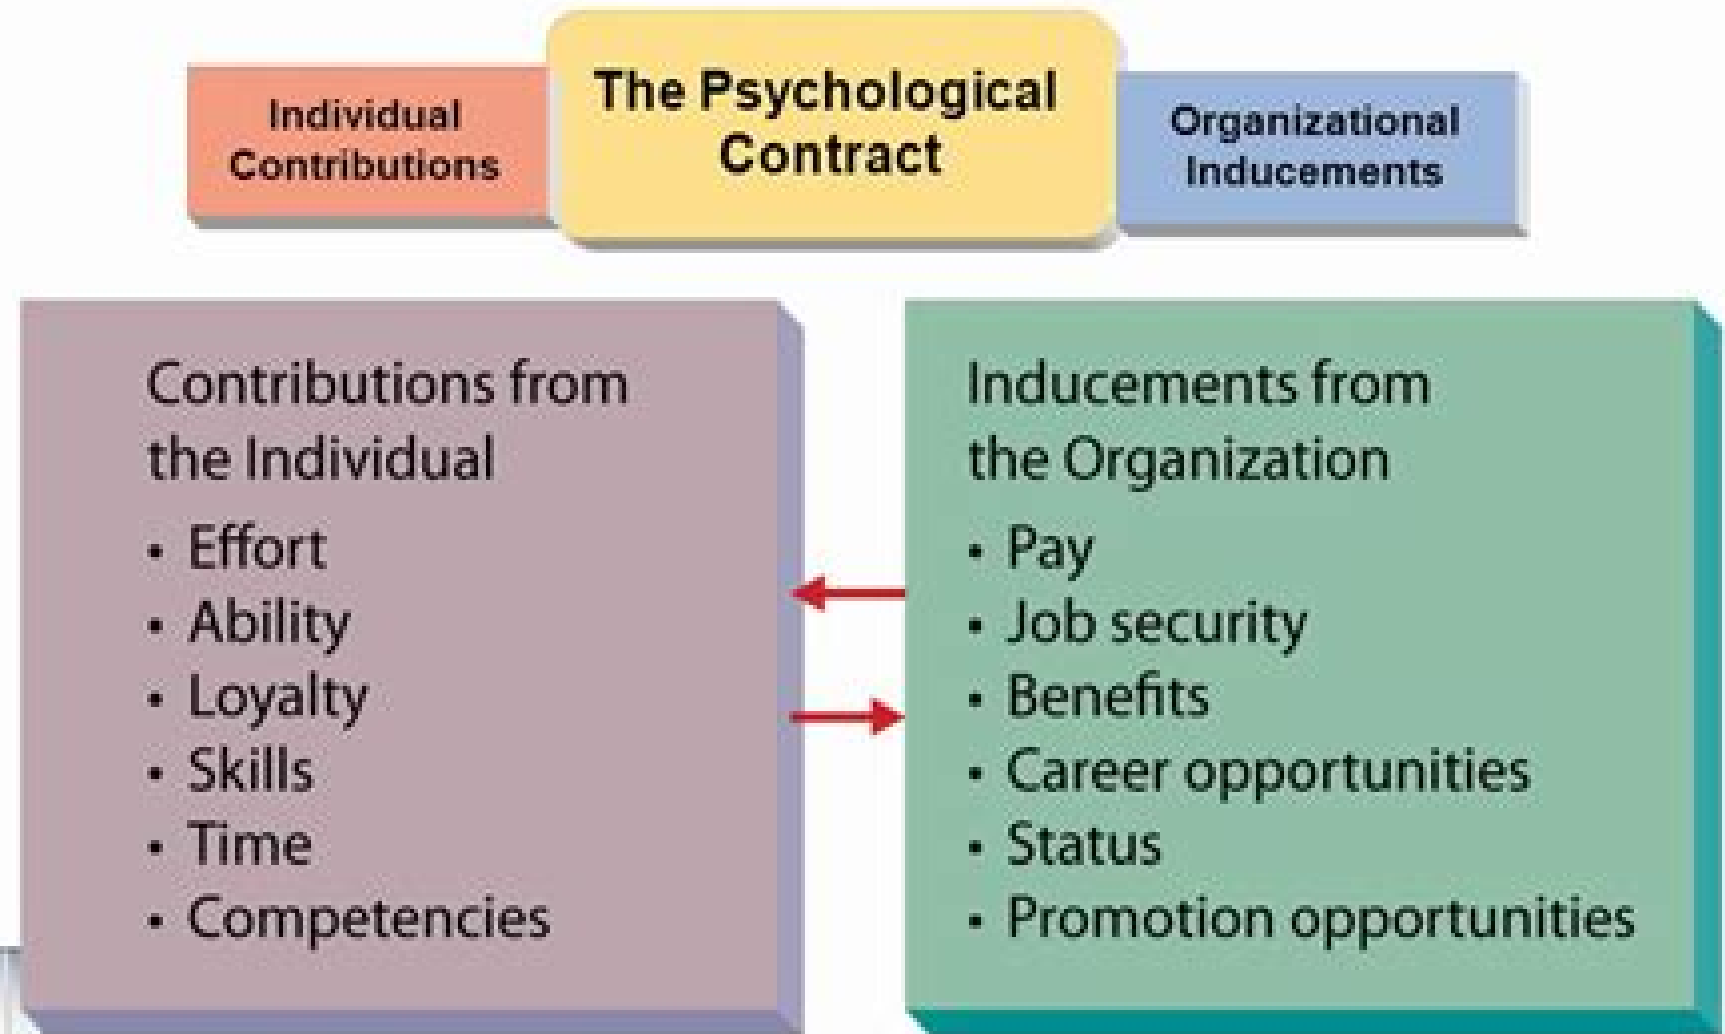 Individual
Contributions
The Psychological
Contract
Organizational
Inducements
Contributions from
the Individual
• Effort
• Ability
• Loyalty
• Skills
• Time
• Competencies
Inducements from
the Organization
• Pay
• Job security
• Benefits
• Career opportunities
• Status
• Promotion opportunities